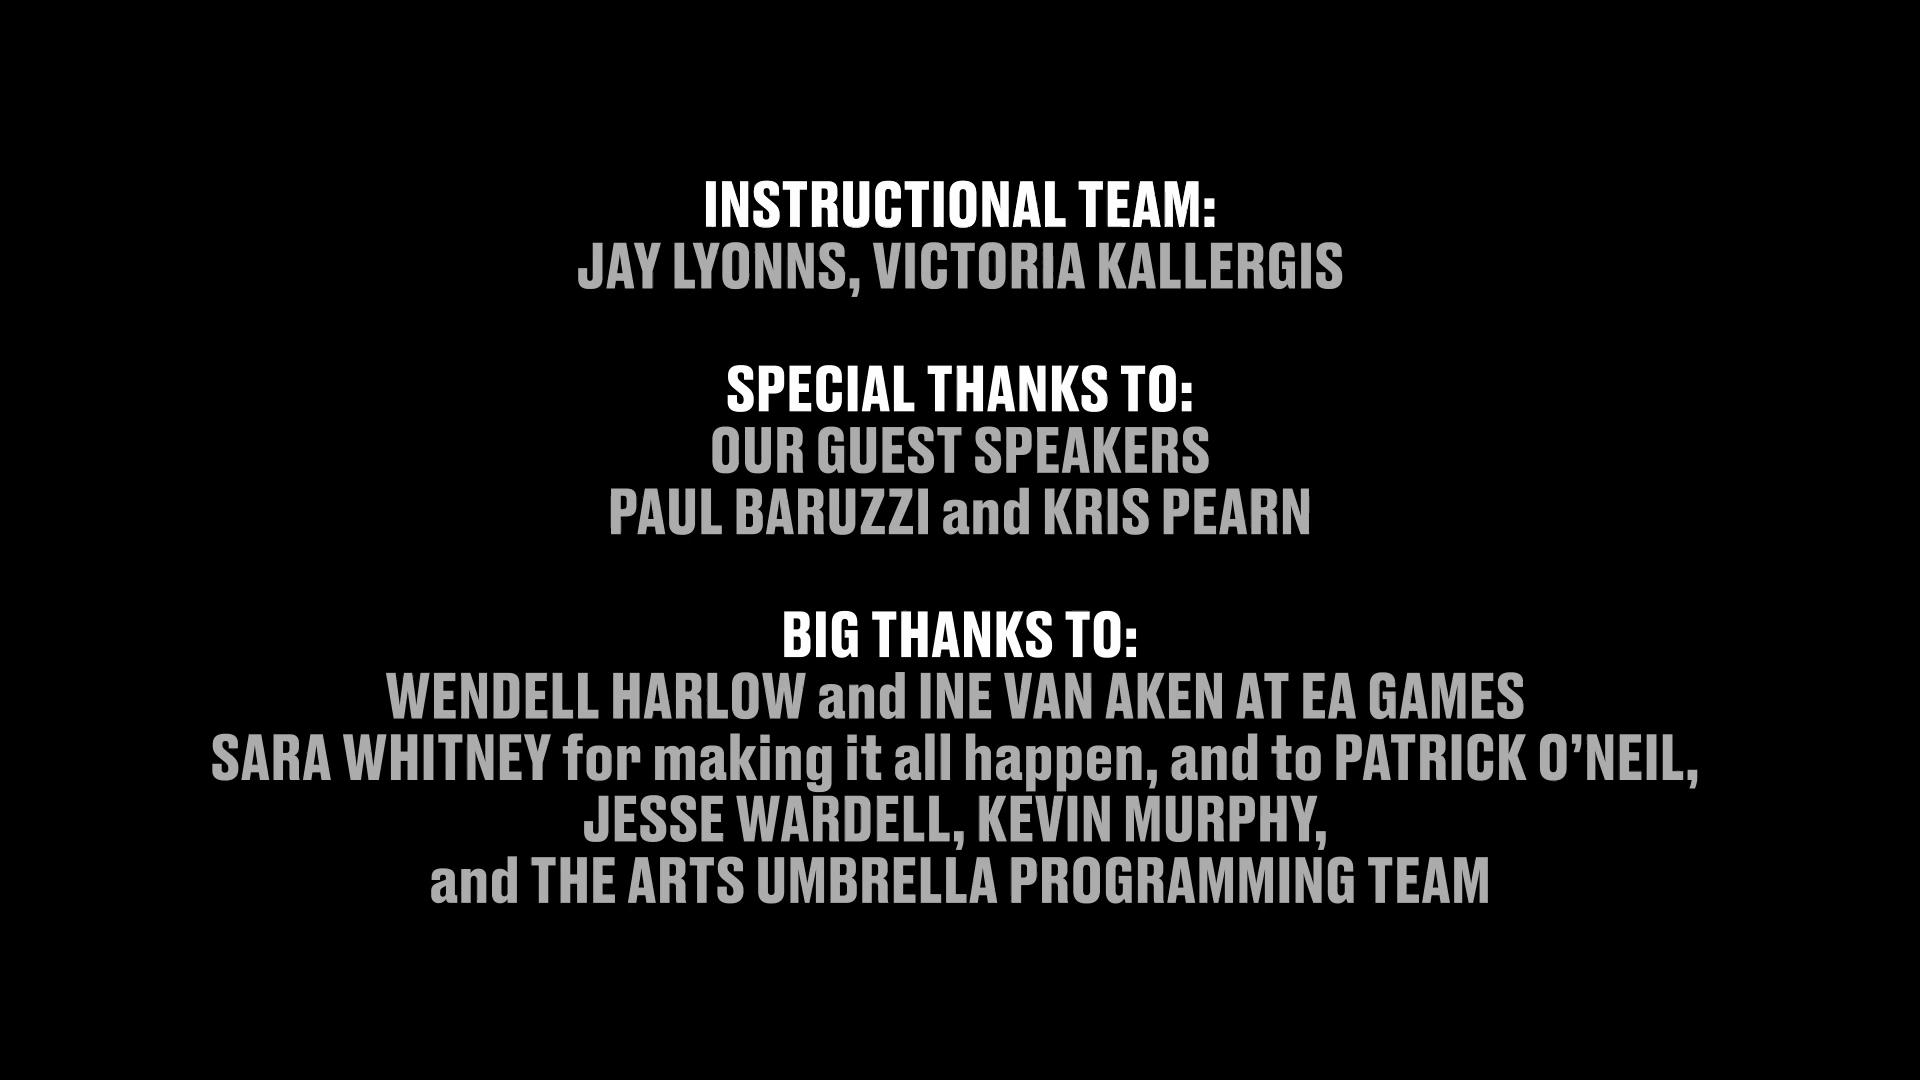 INSTRUCTIONAL TEAM:
JAY LYONNS, VICTORIA KALLERGIS
SPECIAL THANKS TO:
OUR GUEST SPEAKERS
PAUL BARUZZI and KRIS PEARN
BIG THANKS TO:
WENDELL HARLOW and INE VAN AKEN AT EA GAMES
SARA WHITNEY for making it all happen, and to PATRICK O’NEIL,
JESSE WARDELL, KEVIN MURPHY,
and THE ARTS UMBRELLA PROGRAMMING TEAM